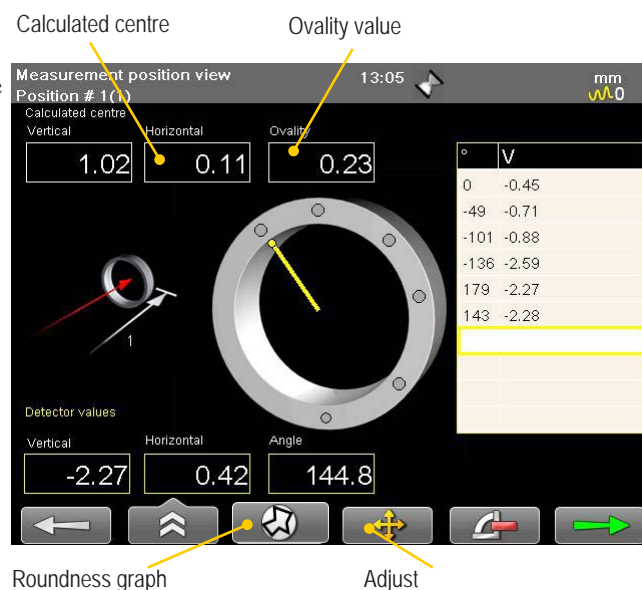 Calculated centre
Ovality value
e
Measurement position view 13:05 mm
Position # 1(1) 0
Calculated centre
Vertical Horizontal Ovality
1.02 0.11 0.23
° V
0 -0.45
-49 -0.71
-101 -0.88
-136 -2.59
179 -2.27
143 -2.28
1
Detector values
Vertical Horizontal Angle
-2.27 0.42 144.8
Roundness graph
Adjust